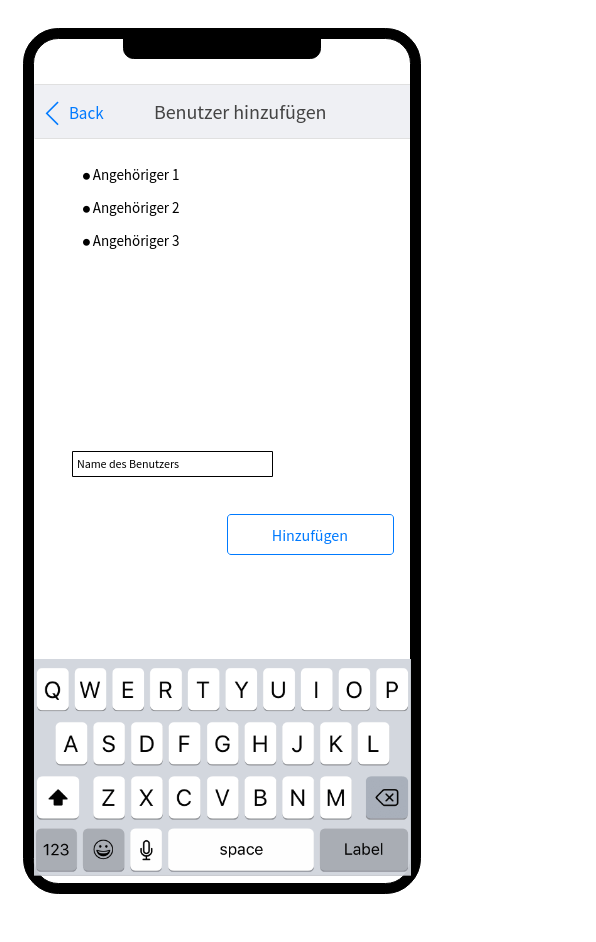 Back Benutzer hinzufügen
Angehöriger 1
Angehöriger 2
Angehöriger 3
Name des Benutzers
Hinzufügen
Q W E R T Y U I O P
A S D F G H J K L
Z X C V B N M
123 space Label